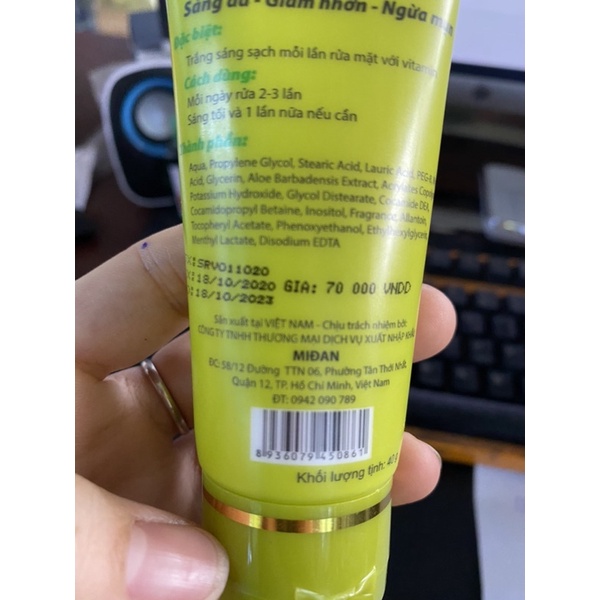 Sáng da - Giảm nhờn - Ngừa mụn
Đặc biệt:
Trắng sáng sạch mỗi lần rửa mặt với vitamin
Cách dùng:
Mỗi ngày rửa 2-3 lần
Sáng tối và 1 lần nữa nếu cần
Thành phần:
Aqua, Propylene Glycol, Stearic Acid, Lauric Acid, PEG-8,
Acid, Glycerin, Aloe Barbadensis Extract, Acrylates
Potassium Hydroxide, Glycol Distearate, Cocamide DEA,
Cocamidopropyl Betaine, Inositol, Fragrance, Allantoin,
Tocopheryl Acetate, Phenoxyethanol, Ethylhexylglycerin,
Menthyl Lactate, Disodium EDTA
:SRV011020
:18/10/2020 GIA: 70 000 VNDD
:18/10/2023
Sản xuất tại VIỆT NAM - Chịu trách nhiệm bởi:
CÔNG TY TNHH THƯƠNG MẠI DỊCH VỤ XUẤT NHẬP KHẨU
MIĐAN
ĐC: 58/12 Đường TTN 06, Phường Tân Thới Nhất,
Quận 12, TP. Hồ Chí Minh, Việt Nam
ĐT: 0942 090 789
8936079450861
Khối lượng tịnh: 40 g